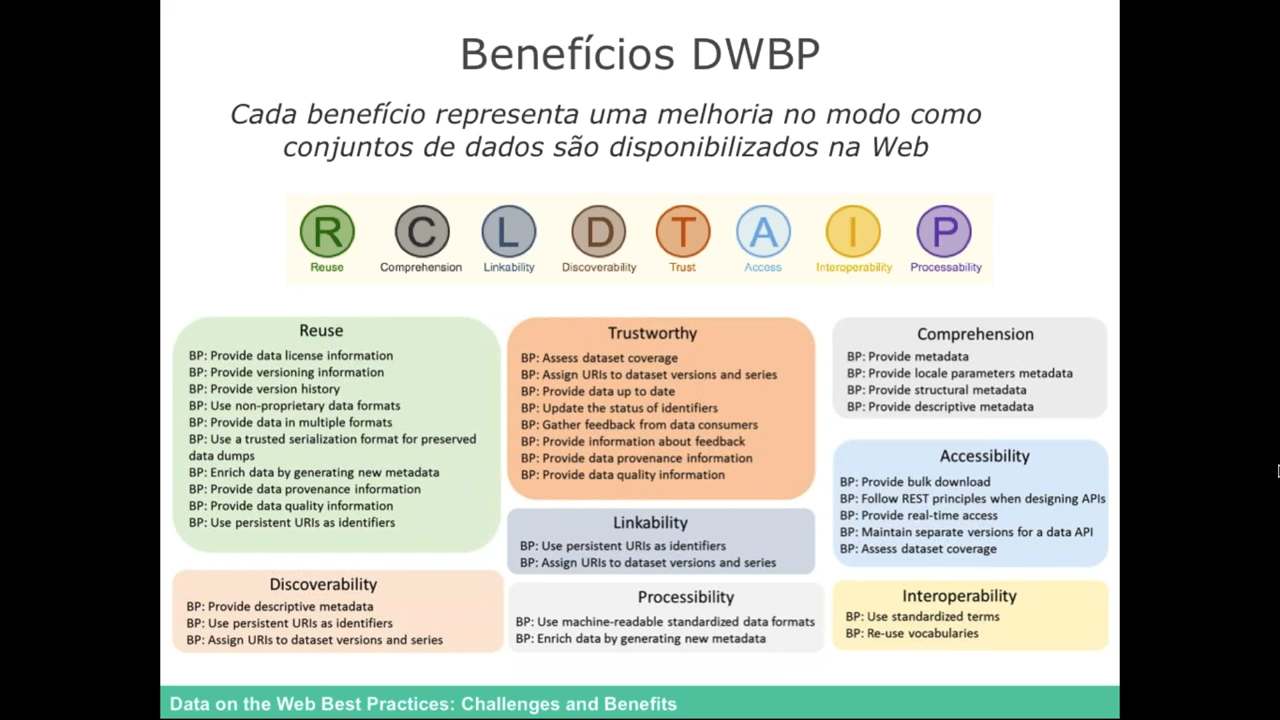 Benefícios DWBP
Cada benefício representa uma melhoria no modo como
conjuntos de dados são disponibilizados na Web
R C L D T A I P
Reuse Comprehension Linkability Discoverability Trust Access Interoperability Processability
Reuse
BP: Provide data license information
BP: Provide versioning information
BP: Provide version history
BP: Use non-proprietary data formats
BP: Provide data in multiple formats
BP: Use a trusted serialization format for preserved
data dumps
BP: Enrich data by generating new metadata
BP: Provide data provenance information
BP: Provide data quality information
BP: Use persistent URIs as identifiers
Discoverability
BP: Provide descriptive metadata
BP: Use persistent URIs as identifiers
BP: Assign URIs to dataset versions and series
Trustworthy
BP: Assess dataset coverage
BP: Assign URIs to dataset versions and series
BP: Provide data up to date
BP: Update the status of identifiers
BP: Gather feedback from data consumers
BP: Provide information about feedback
BP: Provide data provenance information
BP: Provide data quality information
Linkability
BP: Use persistent URIs as identifiers
BP: Assign URIs to dataset versions and series
Processibility
BP: Use machine-readable standardized data formats
BP: Enrich data by generating new metadata
Comprehension
BP: Provide metadata
BP: Provide locale parameters metadata
BP: Provide structural metadata
BP: Provide descriptive metadata
Accessibility
BP: Provide bulk download
BP: Follow REST principles when designing APIs
BP: Provide real-time access
BP: Maintain separate versions for a data API
BP: Assess dataset coverage
Interoperability
BP: Use standardized terms
BP: Re-use vocabularies
Data on the Web Best Practices: Challenges and Benefits